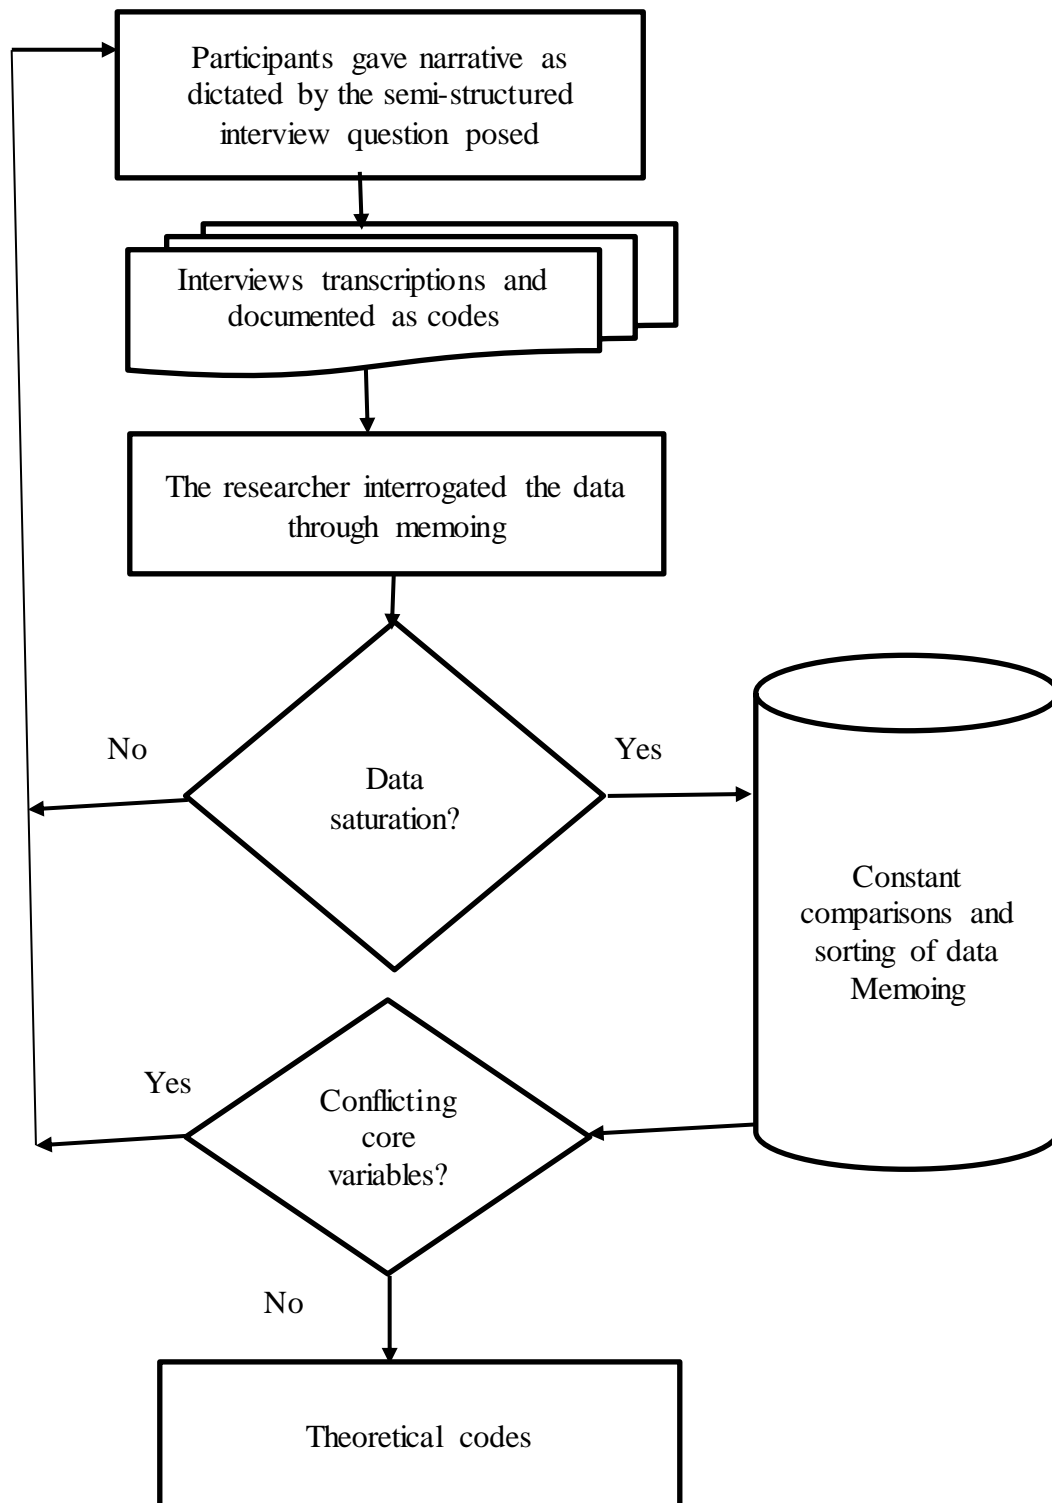 Participants gave narrative as
dictated by the semi-structured
interview question posed
Interviews transcriptions and
documented as codes
The researcher interrogated the data
through memoing
No
Yes
Data
saturation?
Constant
comparisons and
sorting of data
Memoing
Yes
Conflicting
core
variables?
No
Theoretical codes